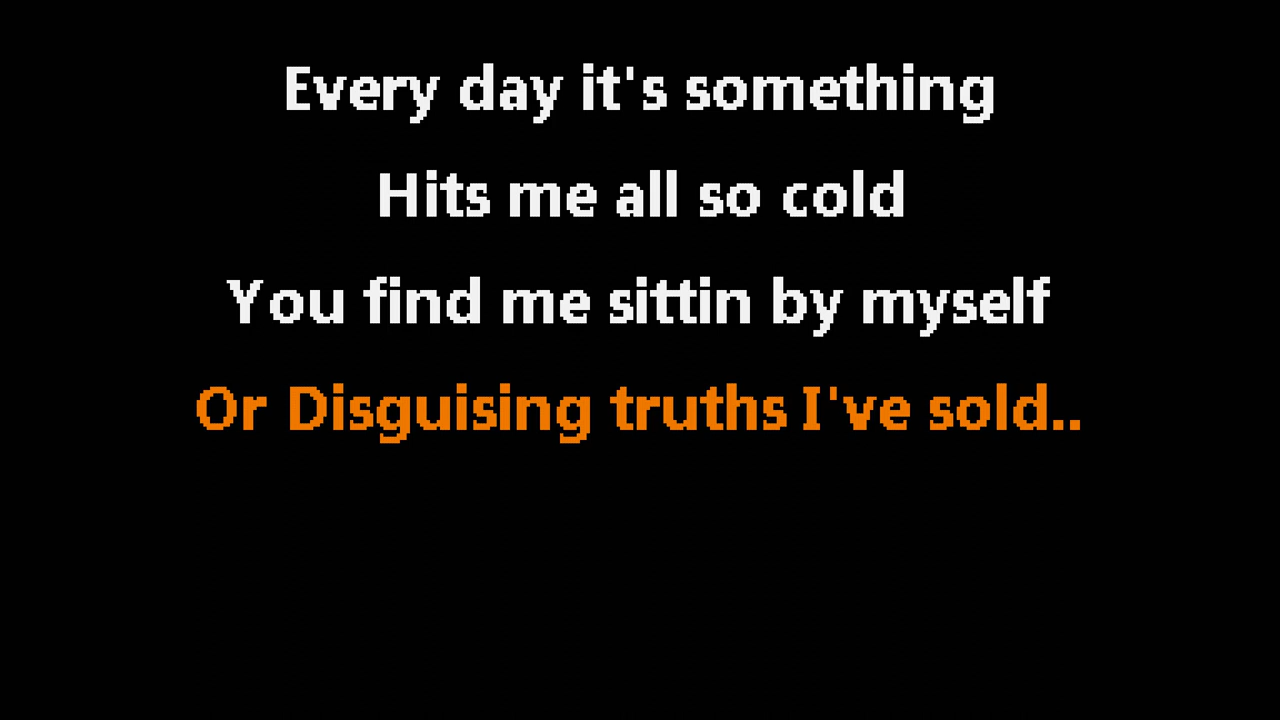 Every day it's something
Hits me all so cold
You find me sittin by myself
Or Disguising truths I've sold..